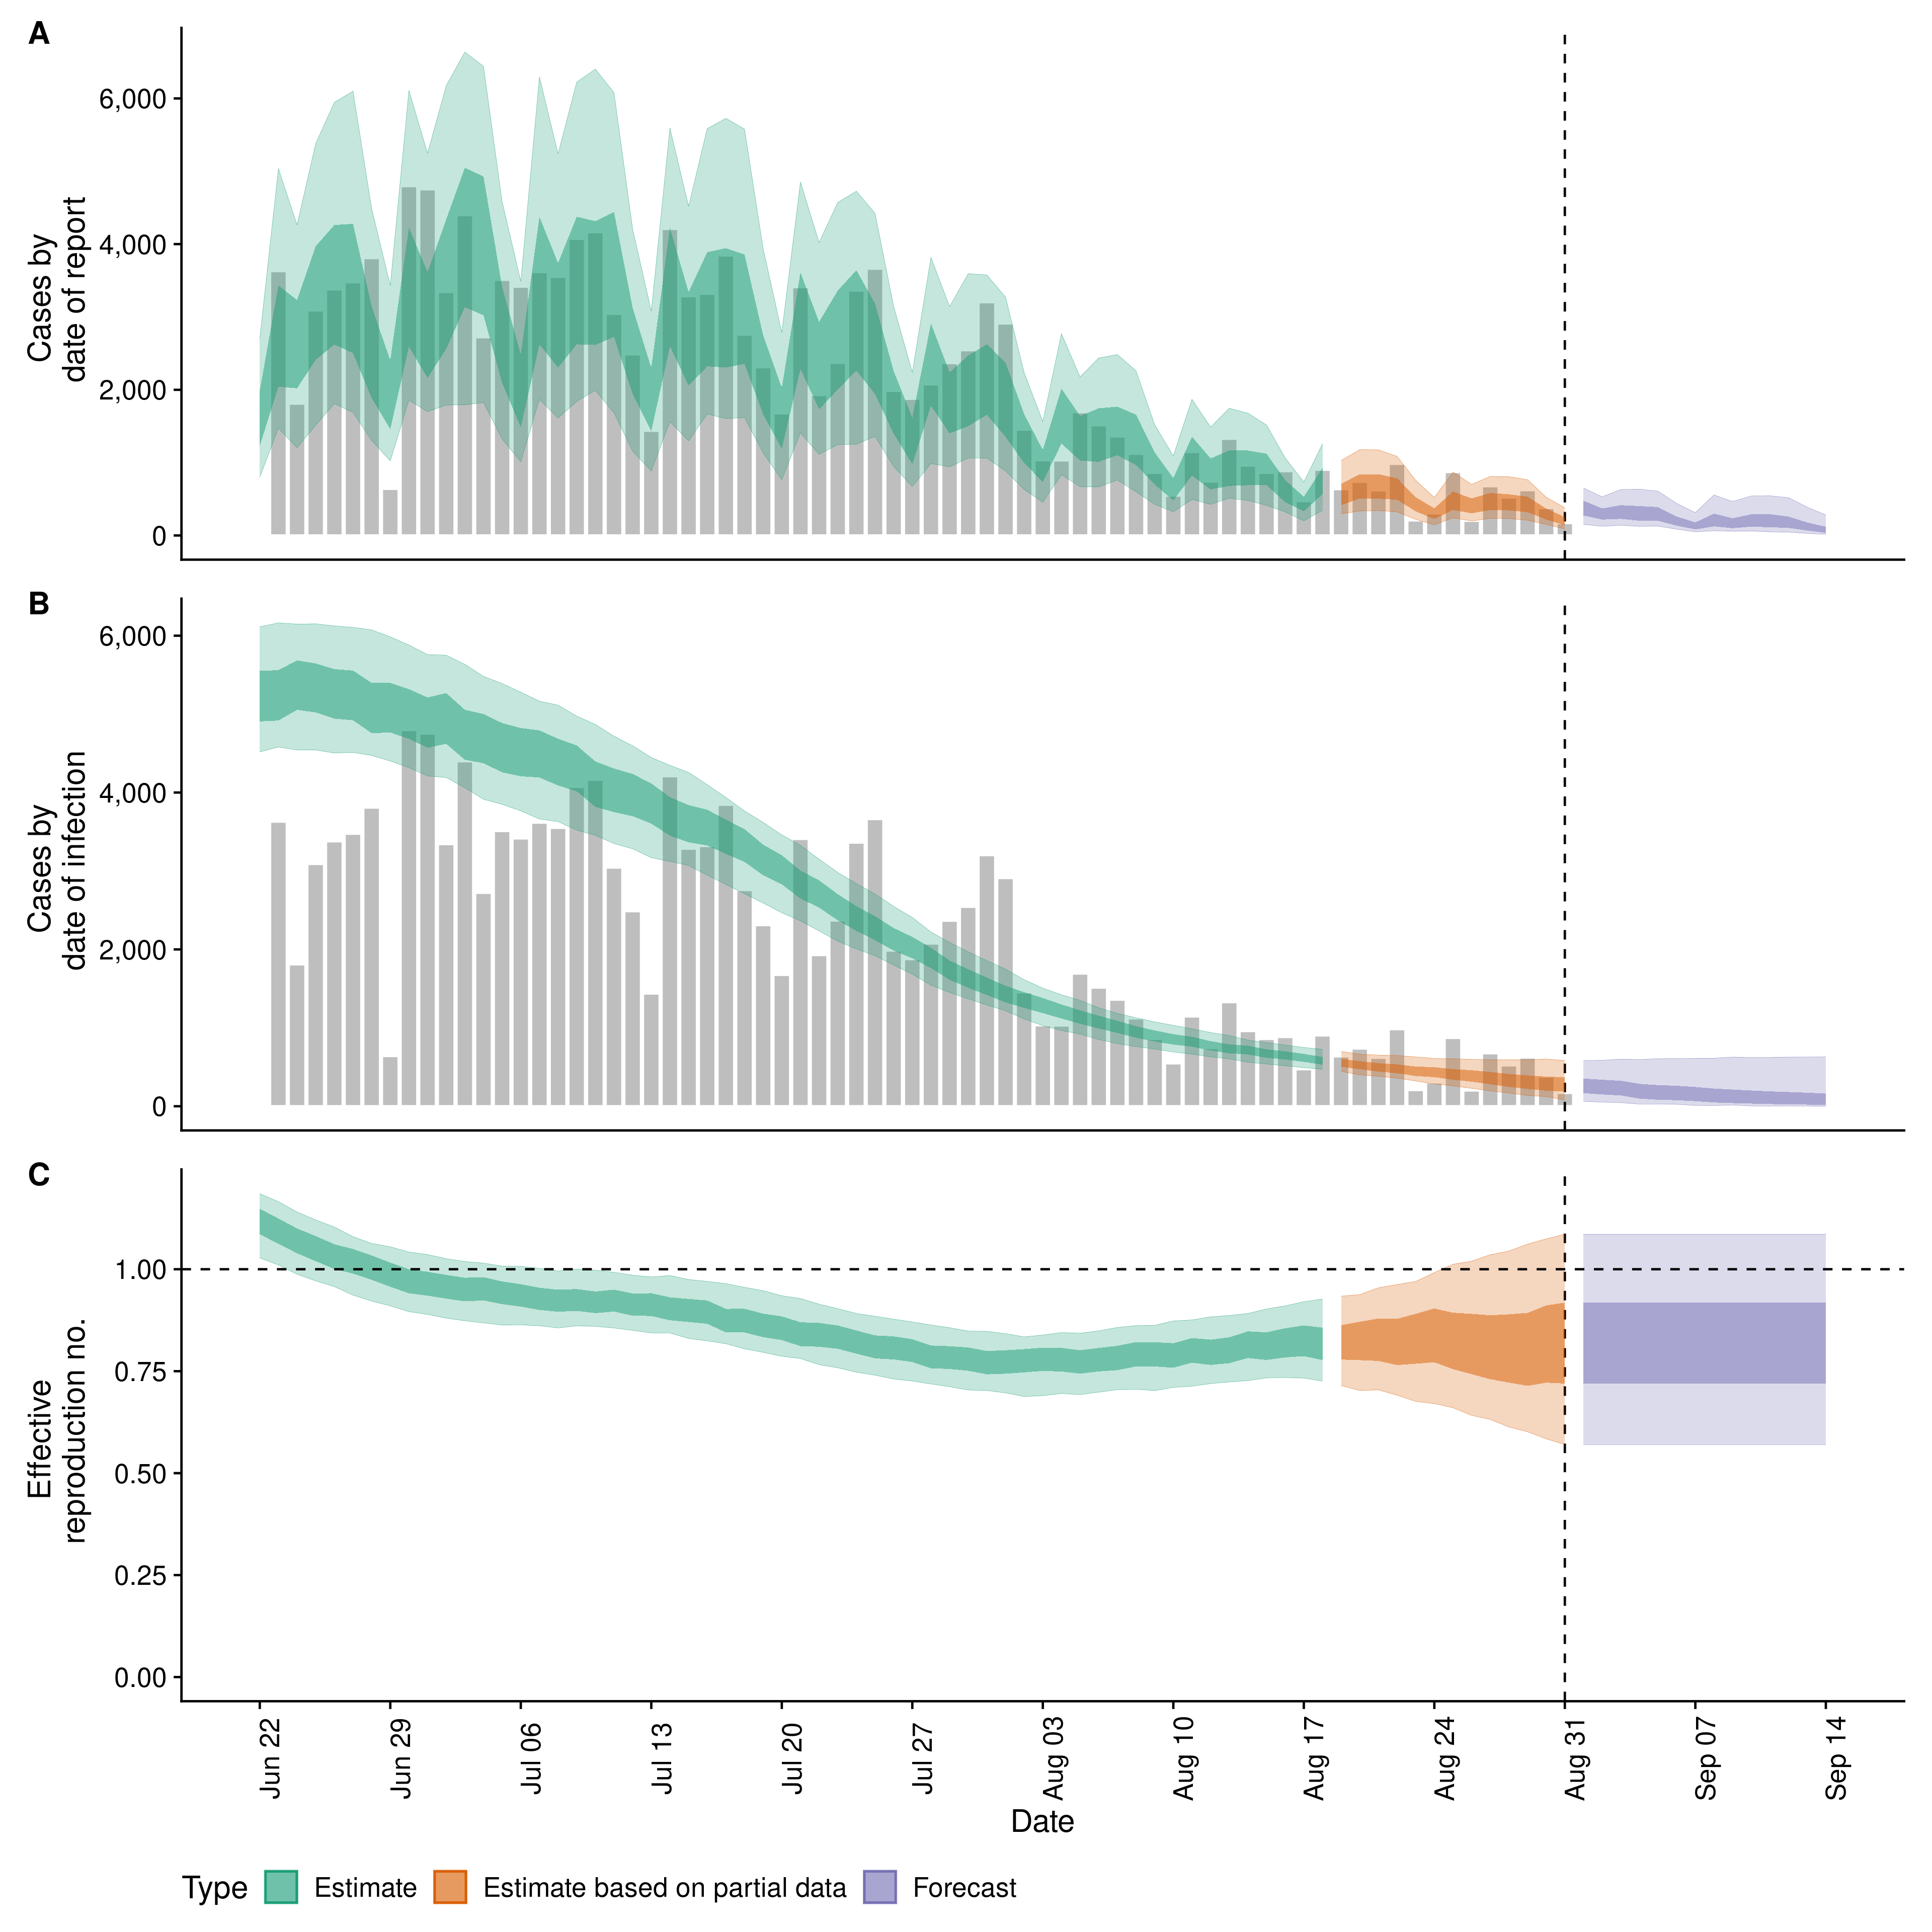 A
Cases by
date of report
6,000
4,000
2,000
0
B
Cases by
date of infection
6,000
4,000
2,000
0
C
Effective
reproduction no.
1.00
0.75
0.50
0.25
0.00
Jun 22
Jun 29
Jul 06
Jul 13
Jul 20
Jul 27
Aug 03
Aug 10
Aug 17
Aug 24
Aug 31
Sep 07
Sep 14
Date
Type Estimate Estimate based on partial data Forecast